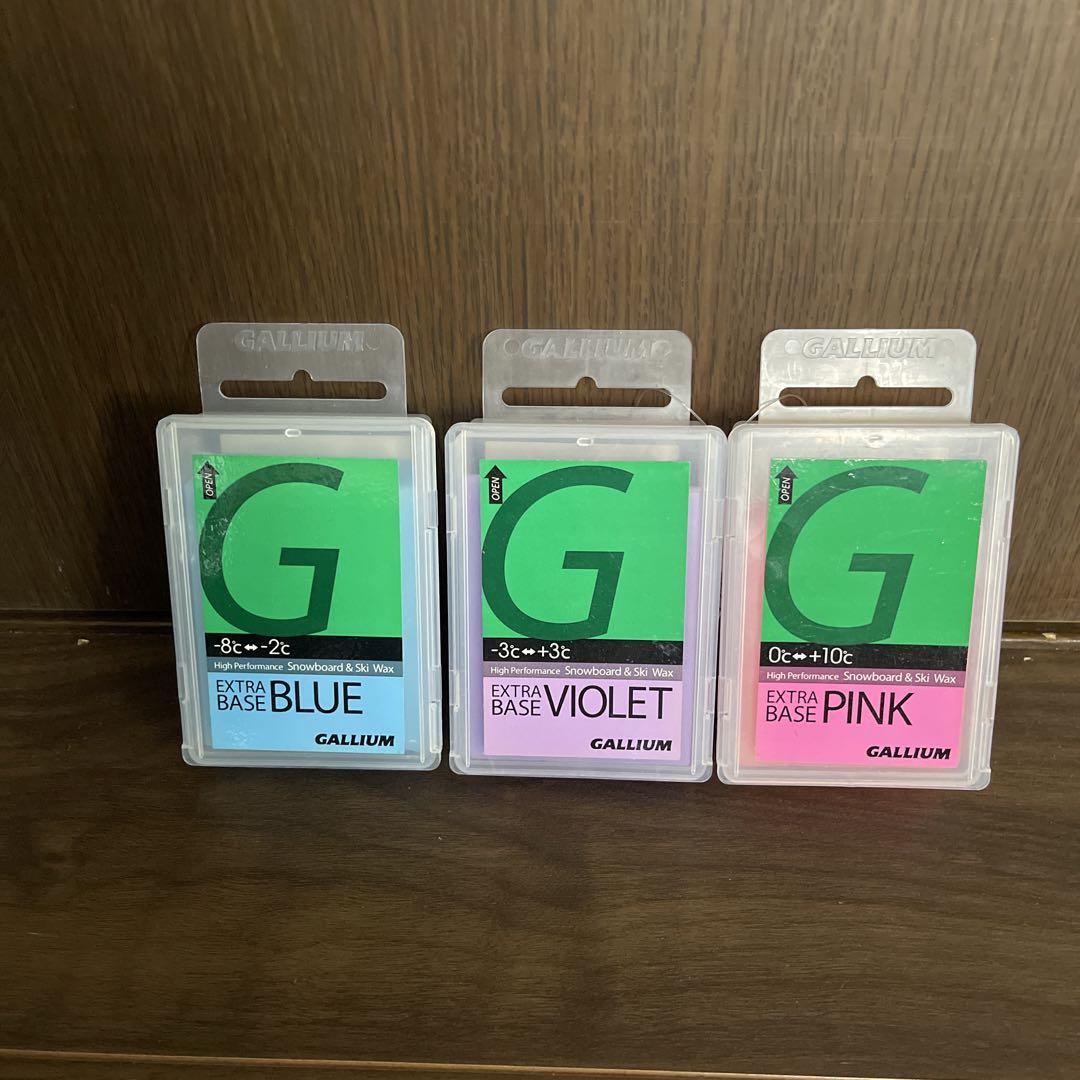 GALLIUM
OPEN
G
-8℃⇔-2℃
High Performance Snowboard & Ski Wax
EXTRA
BASE BLUE
GALLIUM
GALLIUM
OPEN
G
-3℃⇔+3℃
High Performance Snowboard & Ski Wax
EXTRA
BASE VIOLET
GALLIUM
GALLIUM
OPEN
G
0℃⇔+10℃
High Performance Snowboard & Ski Wax
EXTRA
BASE PINK
GALLIUM